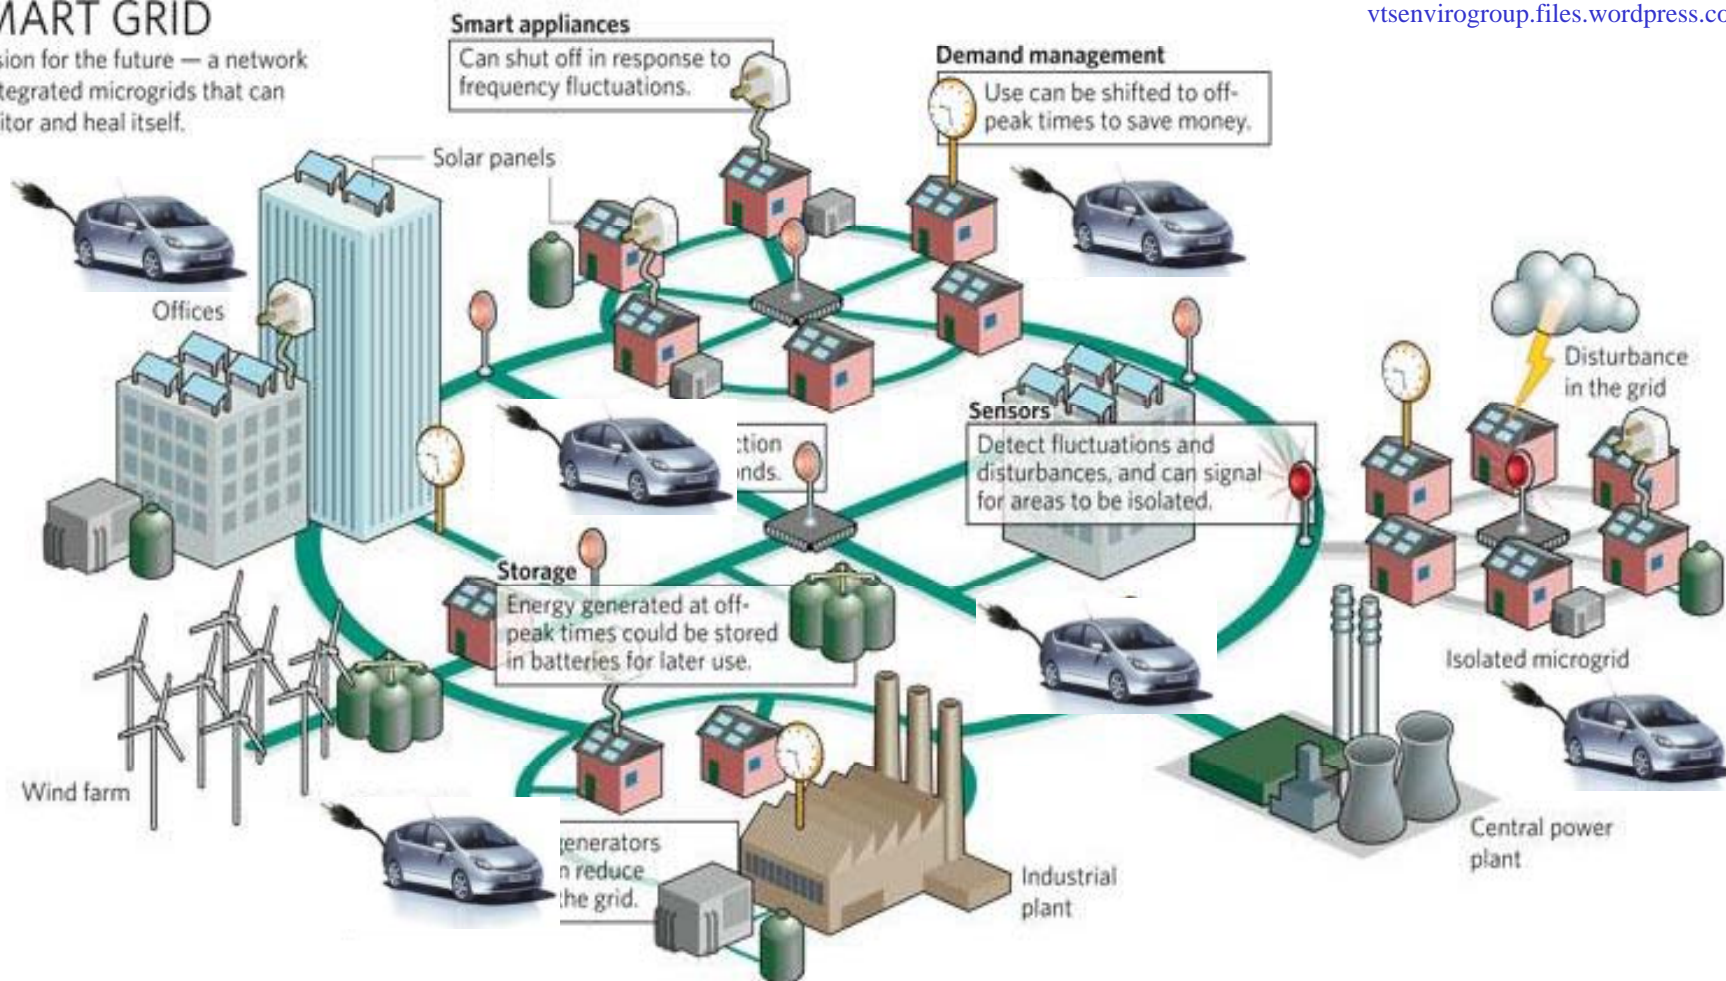 MART GRID
sion for the future — a network
tegrated microgrids that can
itor and heal itself.
vtsenvirogroup.files.wordpress.co
Smart appliances
Can shut off in response to
frequency fluctuations.
Demand management
Use can be shifted to off-
peak times to save money.
Solar panels
Offices
Disturbance
in the grid
Sensors
Detect fluctuations and
disturbances, and can signal
for areas to be isolated.
ction
onds.
Storage
Energy generated at off-
peak times could be stored
in batteries for later use.
Isolated microgrid
Wind farm
Central power
plant
generators
n reduce
the grid.
Industrial
plant